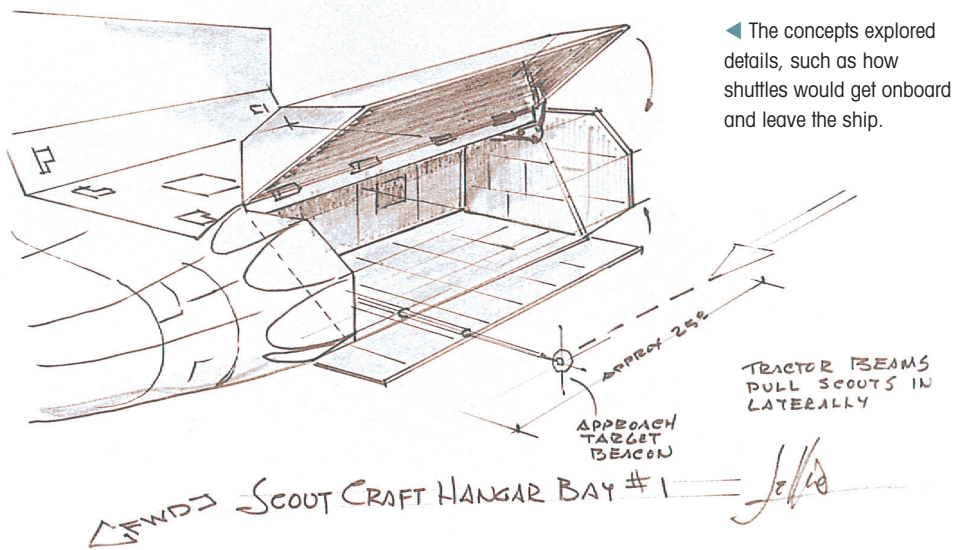 ◀ The concepts explored
details, such as how
shuttles would get onboard
and leave the ship.
APPROX 25º
TRACTOR BEAMS
PULL SCOUTS IN
LATERALLY
APPROACH
TARGET
BEACON
FWD
SCOUT CRAFT HANGAR BAY #1